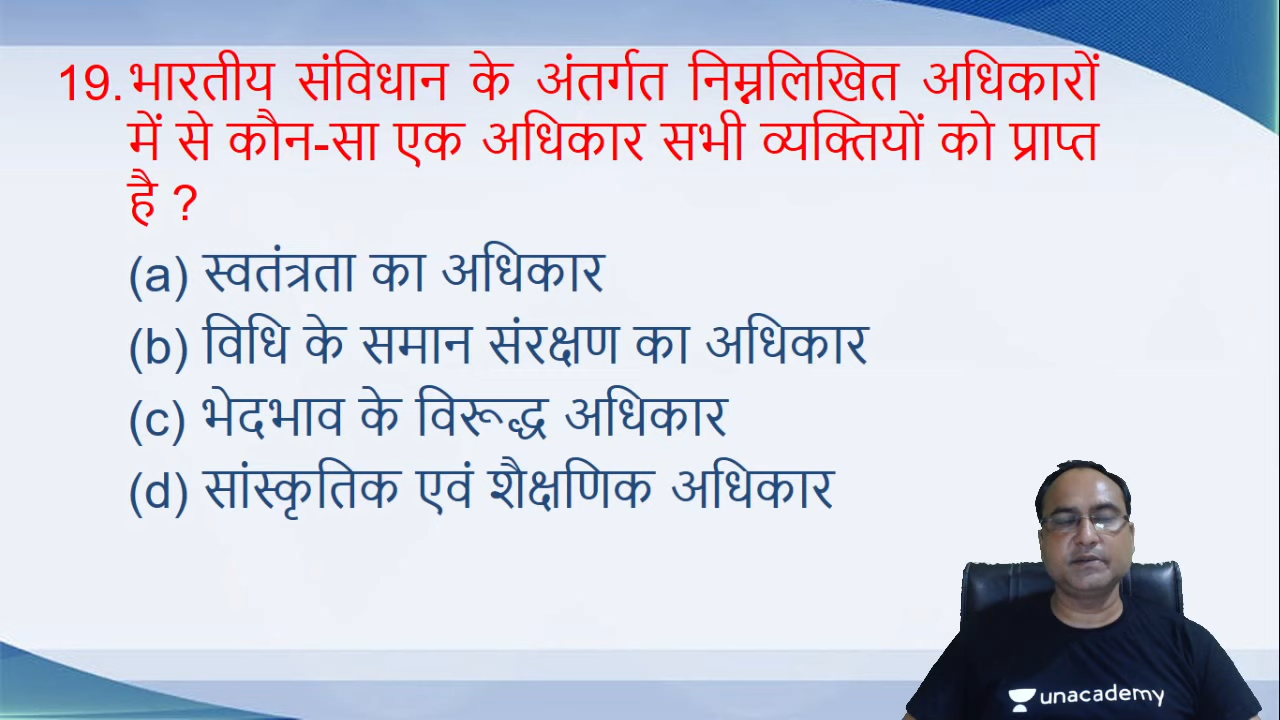 19. भारतीय संविधान के अंतर्गत निम्नलिखित अधिकारों
में से कौन-सा एक अधिकार सभी व्यक्तियों को प्राप्त
है ?
(a) स्वतंत्रता का अधिकार
(b) विधि के समान संरक्षण का अधिकार
(c) भेदभाव के विरूद्ध अधिकार
(d) सांस्कृतिक एवं शैक्षणिक अधिकार
unacademy